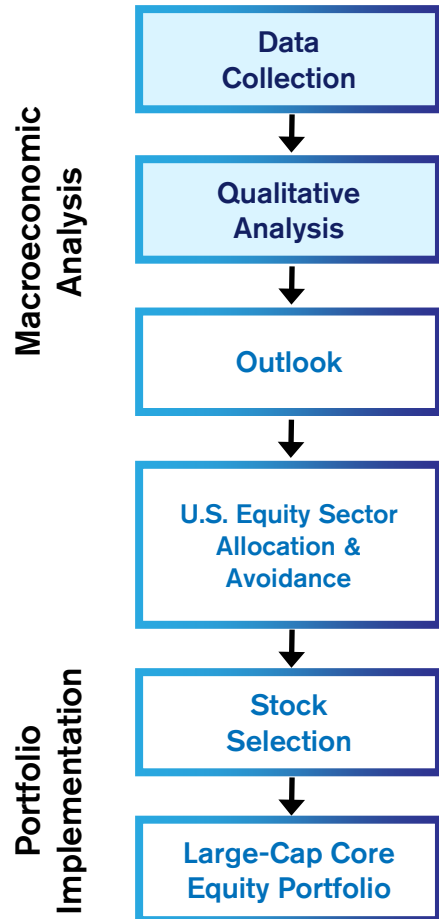 Macroeconomic
Analysis
Data
Collection
Qualitative
Analysis
Outlook
U.S. Equity Sector
Allocation &
Avoidance
Portfolio
Implementation
Stock
Selection
Large-Cap Core
Equity Portfolio